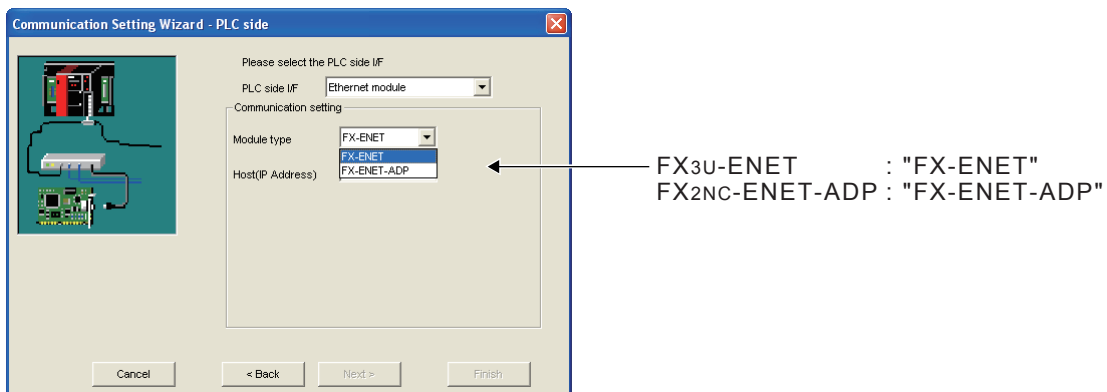 Communication Setting Wizard - PLC side
Please select the PLC side I/F
PLC side I/F Ethernet module
Communication setting
Module type FX-ENET
FX-ENET
FX-ENET-ADP
Host(IP Address)
FX3U-ENET : "FX-ENET"
FX2NC-ENET-ADP : "FX-ENET-ADP"
Cancel < Back Next > Finish